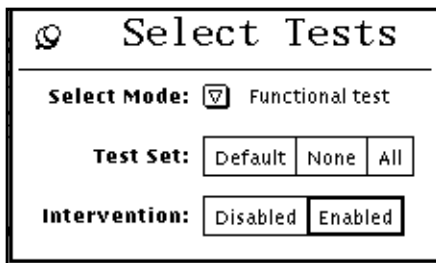 Select Tests
Select Mode: Functional test
Test Set: Default None All
Intervention: Disabled Enabled